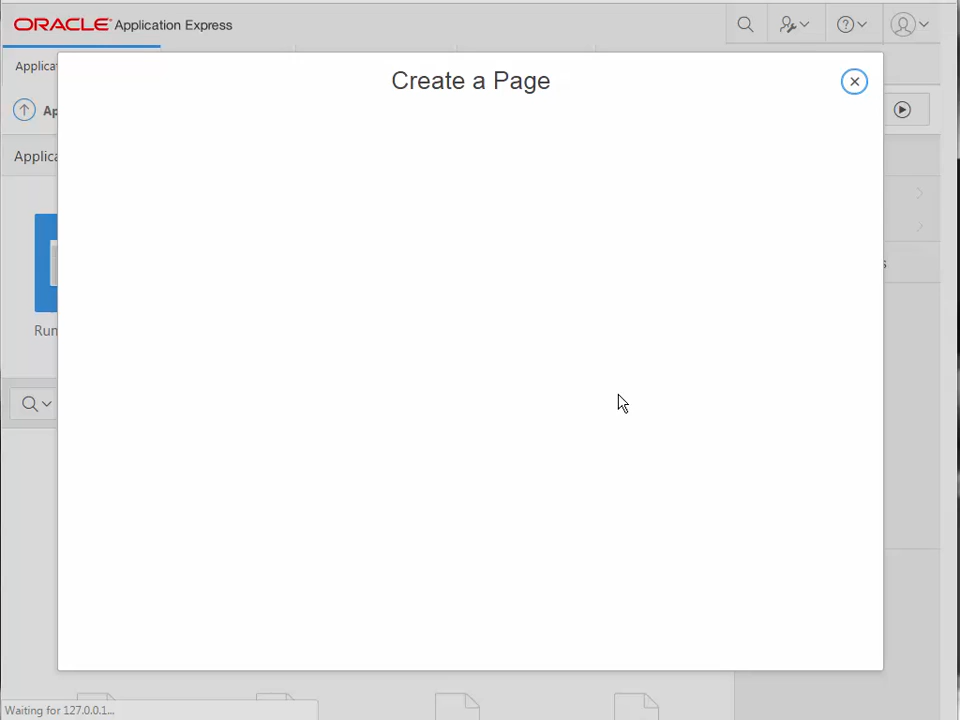 ORACLE Application Express
Create a Page
Applica
Ap
Applica
s
Run
Waiting for 127.0.0.1...